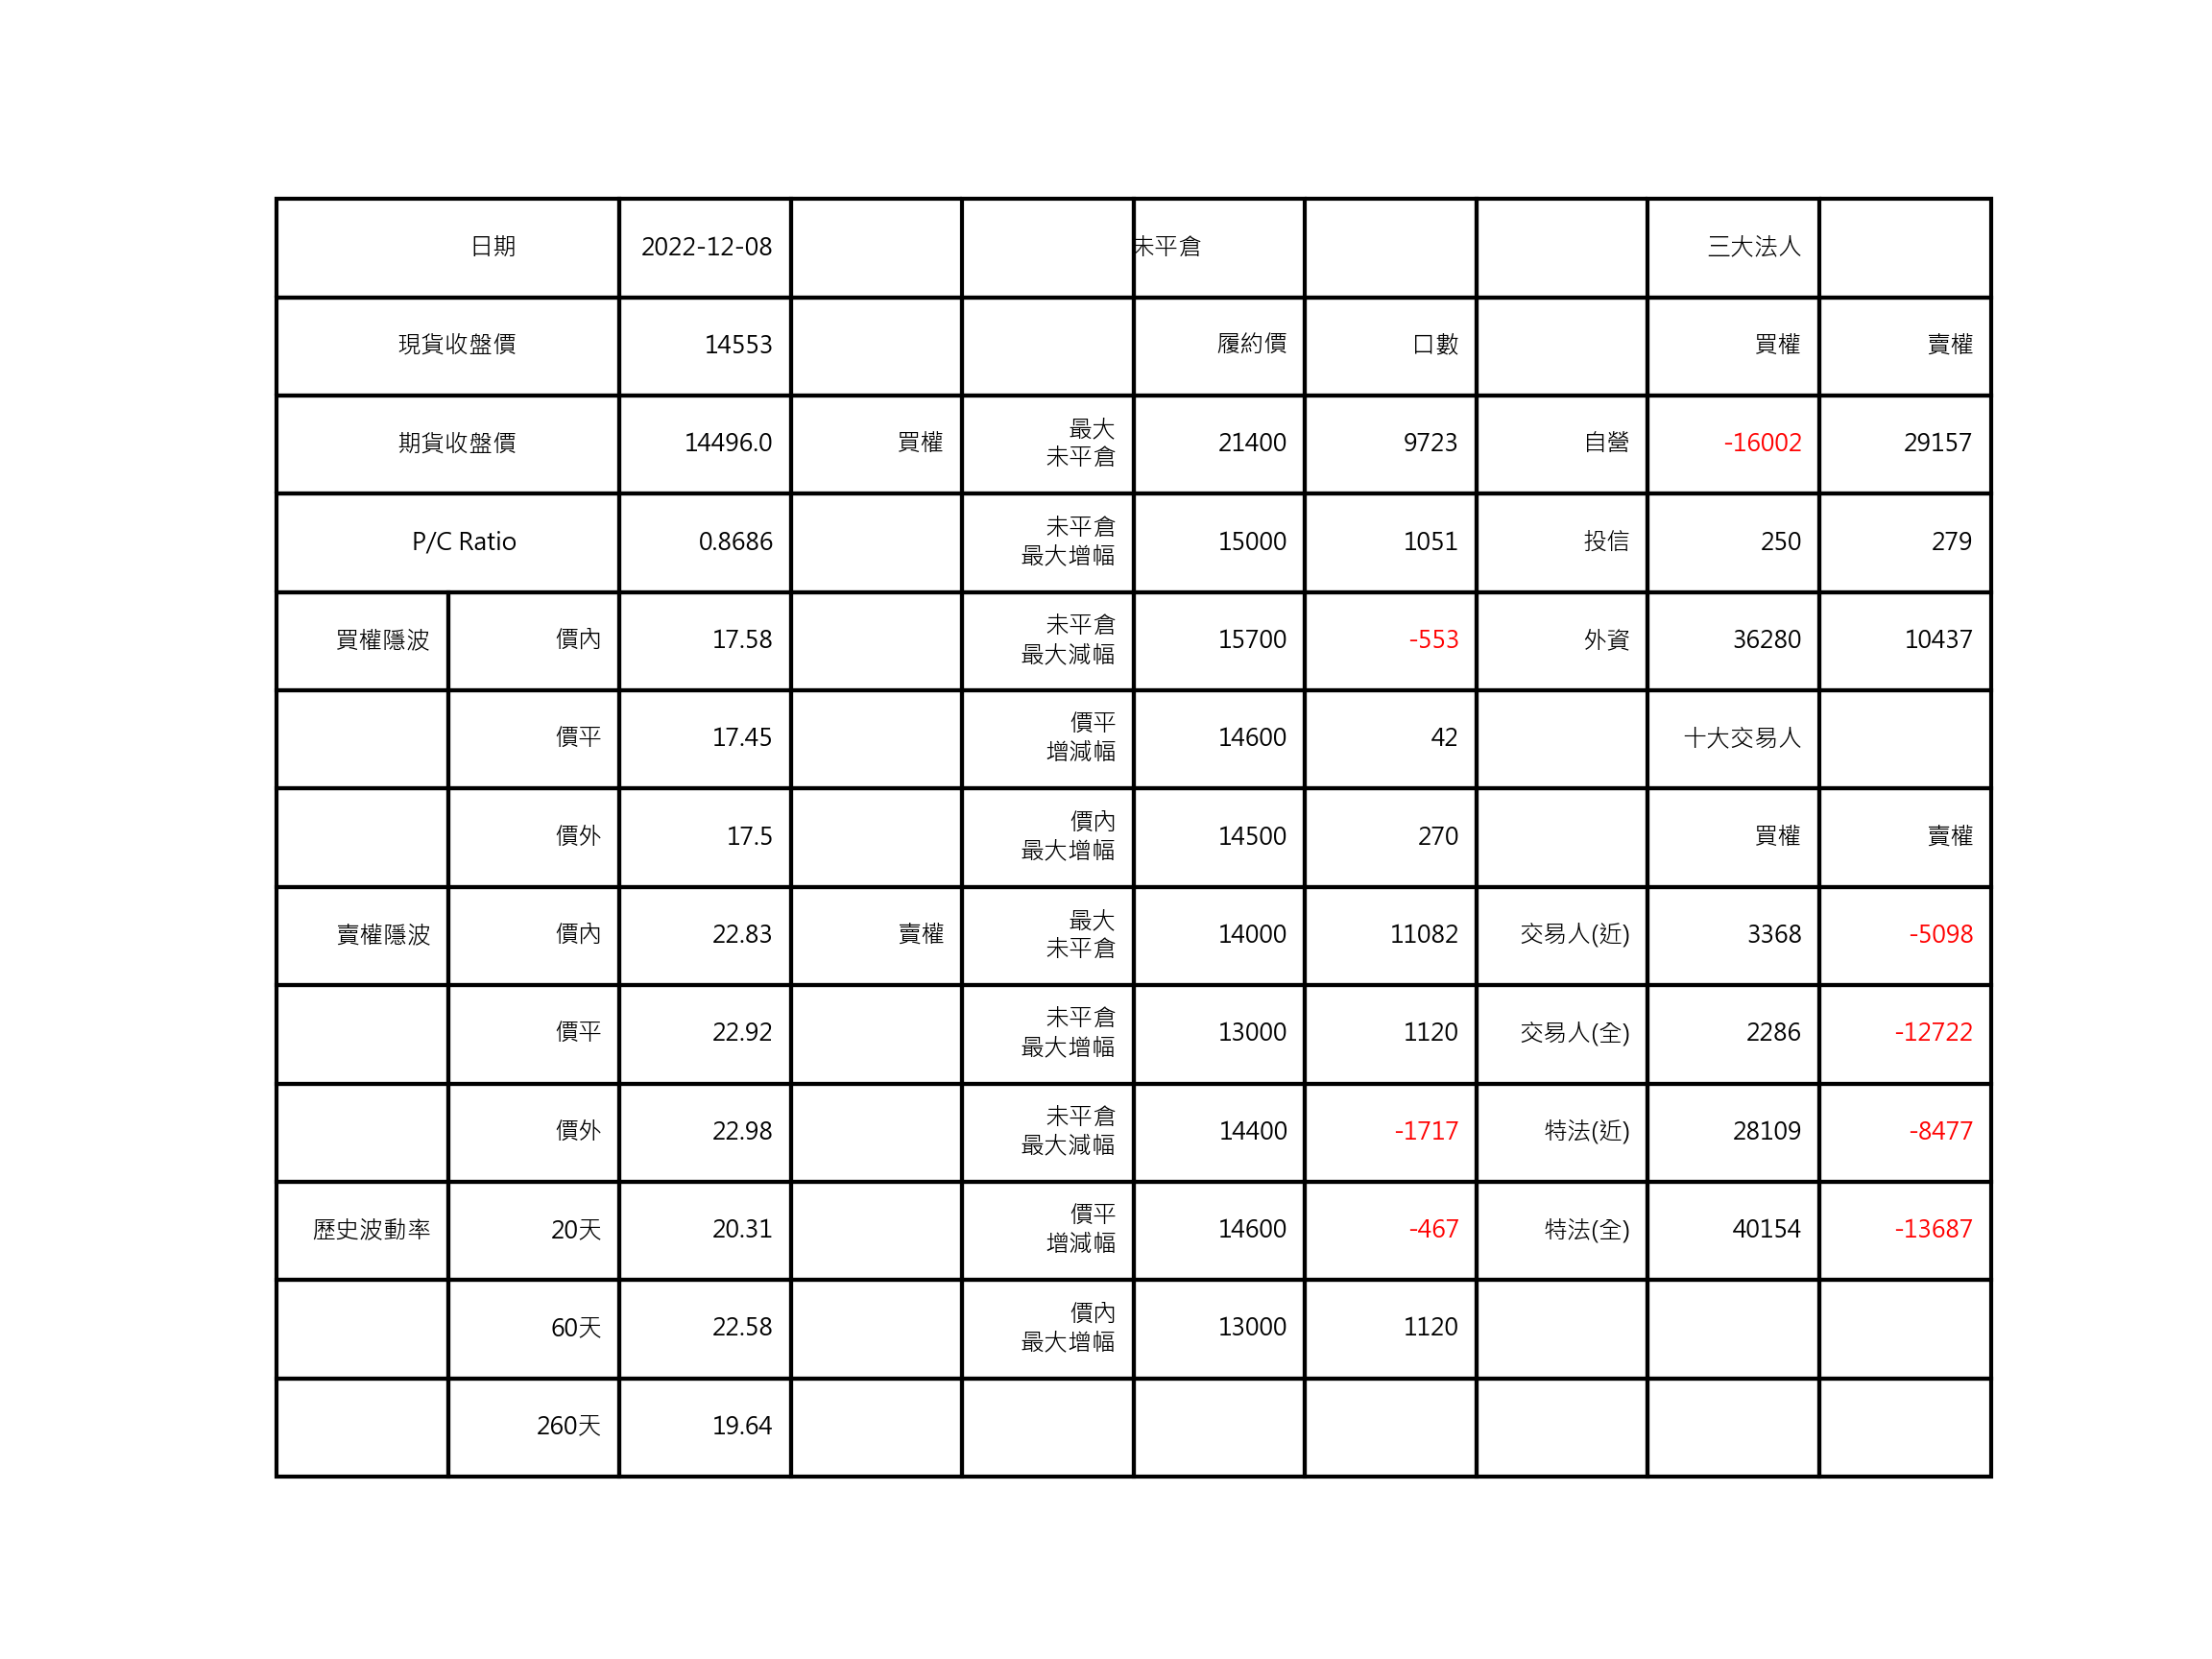 日期 2022-12-08 未平倉 三大法人
現貨收盤價 14553 履約價 口數 買權 賣權
期貨收盤價 14496.0 買權 最大 未平倉 21400 9723 自營 -16002 29157
P/C Ratio 0.8686 未平倉 最大增幅 15000 1051 投信 250 279
買權隱波 價內 17.58 未平倉 最大減幅 15700 -553 外資 36280 10437
價平 17.45 價平 增減幅 14600 42 十大交易人
價外 17.5 價內 最大增幅 14500 270 買權 賣權
賣權隱波 價內 22.83 賣權 最大 未平倉 14000 11082 交易人(近) 3368 -5098
價平 22.92 未平倉 最大增幅 13000 1120 交易人(全) 2286 -12722
價外 22.98 未平倉 最大減幅 14400 -1717 特法(近) 28109 -8477
歷史波動率 20天 20.31 價平 增減幅 14600 -467 特法(全) 40154 -13687
60天 22.58 價內 最大增幅 13000 1120
260天 19.64